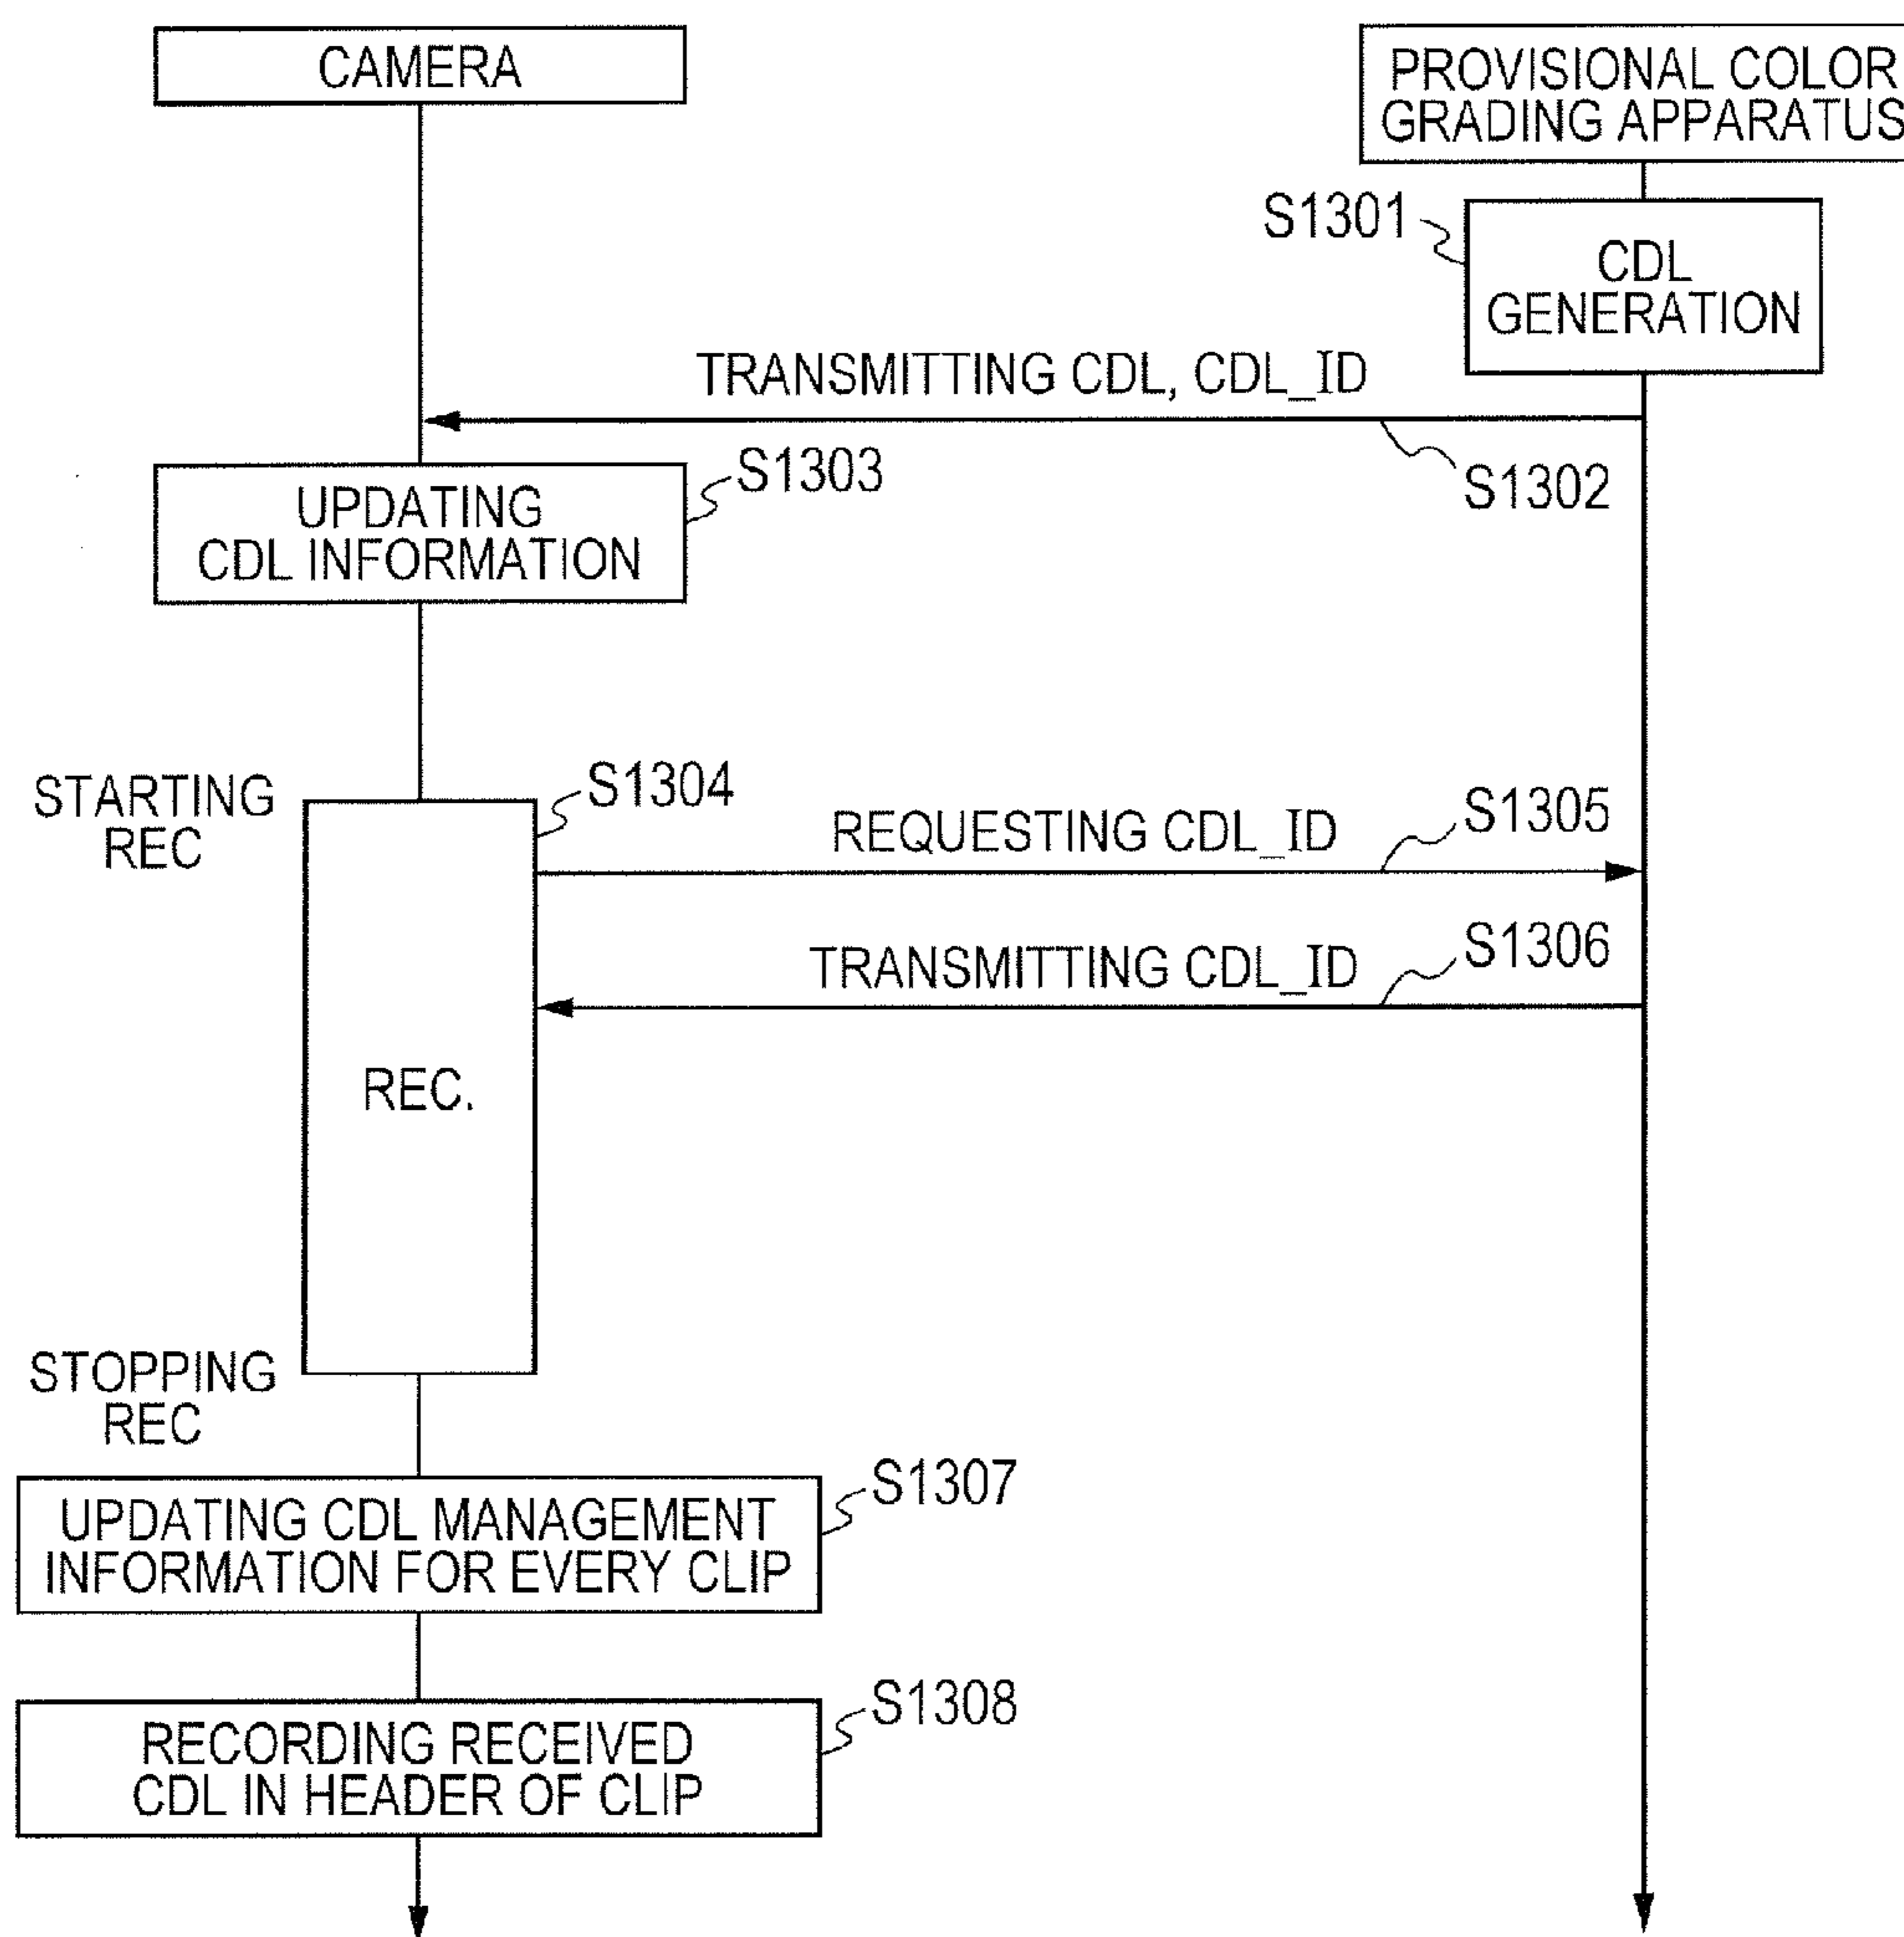 CAMERA
PROVISIONAL COLOR
GRADING APPARATUS
S1301
CDL
GENERATION
TRANSMITTING CDL, CDL_ID
S1302
S1303
UPDATING
CDL INFORMATION
STARTING
REC
S1304
REQUESTING CDL_ID
S1305
TRANSMITTING CDL_ID
S1306
REC.
STOPPING
REC
S1307
UPDATING CDL MANAGEMENT
INFORMATION FOR EVERY CLIP
S1308
RECORDING RECEIVED
CDL IN HEADER OF CLIP